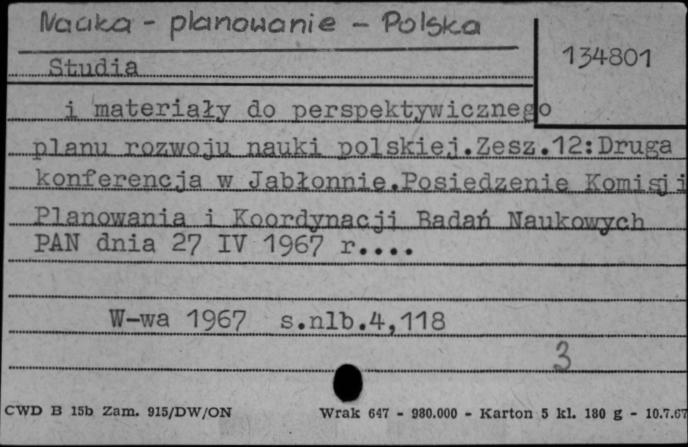 Nauka - planowanie - Polska
134801
Studia
i materiały do perspektywicznego
planu rozwoju nauki polskiej.Zesz.12:Druga
konferencja w Jabłonnie.Posiedzenie Komisji
Planowania i Koordynacji Badań Naukowych
PAN dnia 27 IV 1967 r....
W-wa 1967 s.nlb.4,118
3
CWD B 15b Zam. 915/DW/ON Wrak 647 - 980.000 - Karton 5 kl. 180 g - 10.7.67